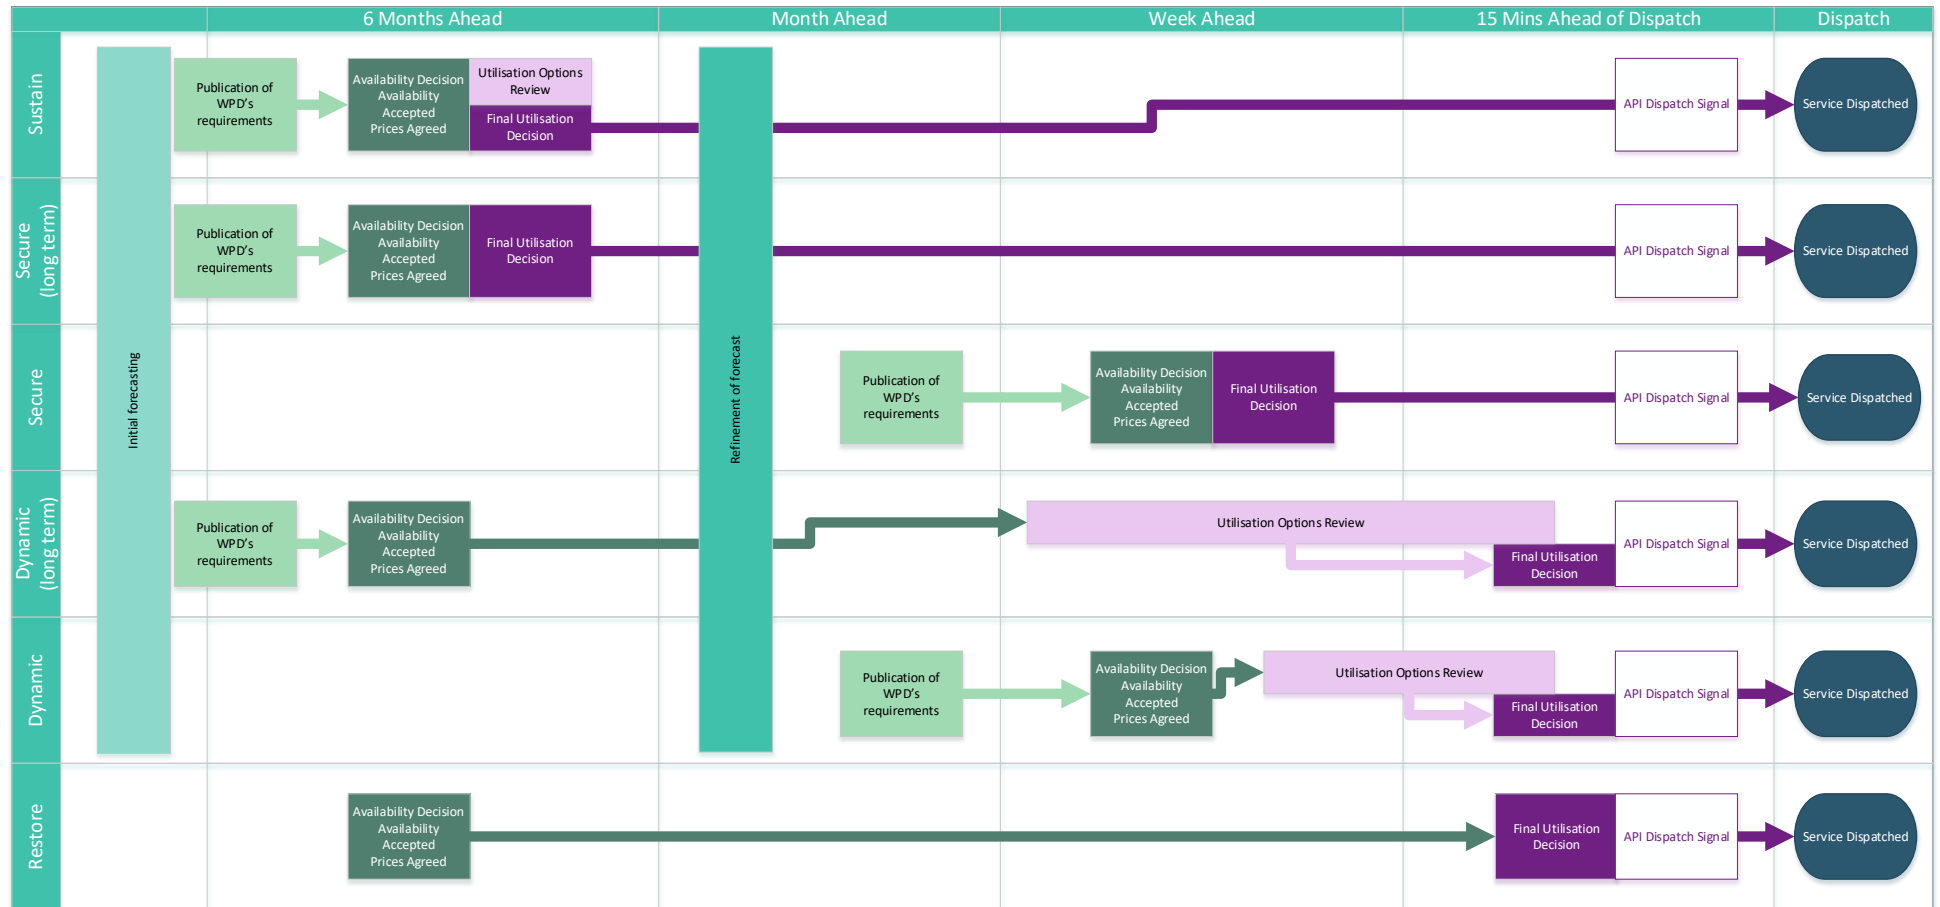 6 Months Ahead
Month Ahead
Week Ahead
15 Mins Ahead of Dispatch
Dispatch
Initial forecasting
Refinement of forecast
Sustain
Publication of
WPD's
requirements
Availability Decision
Availability
Accepted
Prices Agreed
Utilisation Options
Review
Final Utilisation
Decision
API Dispatch Signal
Service Dispatched
Secure
(long term)
Publication of
WPD's
requirements
Availability Decision
Availability
Accepted
Prices Agreed
Final Utilisation
Decision
API Dispatch Signal
Service Dispatched
Secure
Publication of
WPD's
requirements
Availability Decision
Availability
Accepted
Prices Agreed
Final Utilisation
Decision
API Dispatch Signal
Service Dispatched
Dynamic
(long term)
Publication of
WPD's
requirements
Availability Decision
Availability
Accepted
Prices Agreed
Utilisation Options Review
Final Utilisation
Decision
API Dispatch Signal
Service Dispatched
Dynamic
Publication of
WPD's
requirements
Availability Decision
Availability
Accepted
Prices Agreed
Utilisation Options Review
Final Utilisation
Decision
API Dispatch Signal
Service Dispatched
Restore
Availability Decision
Availability
Accepted
Prices Agreed
Final Utilisation
Decision
API Dispatch Signal
Service Dispatched